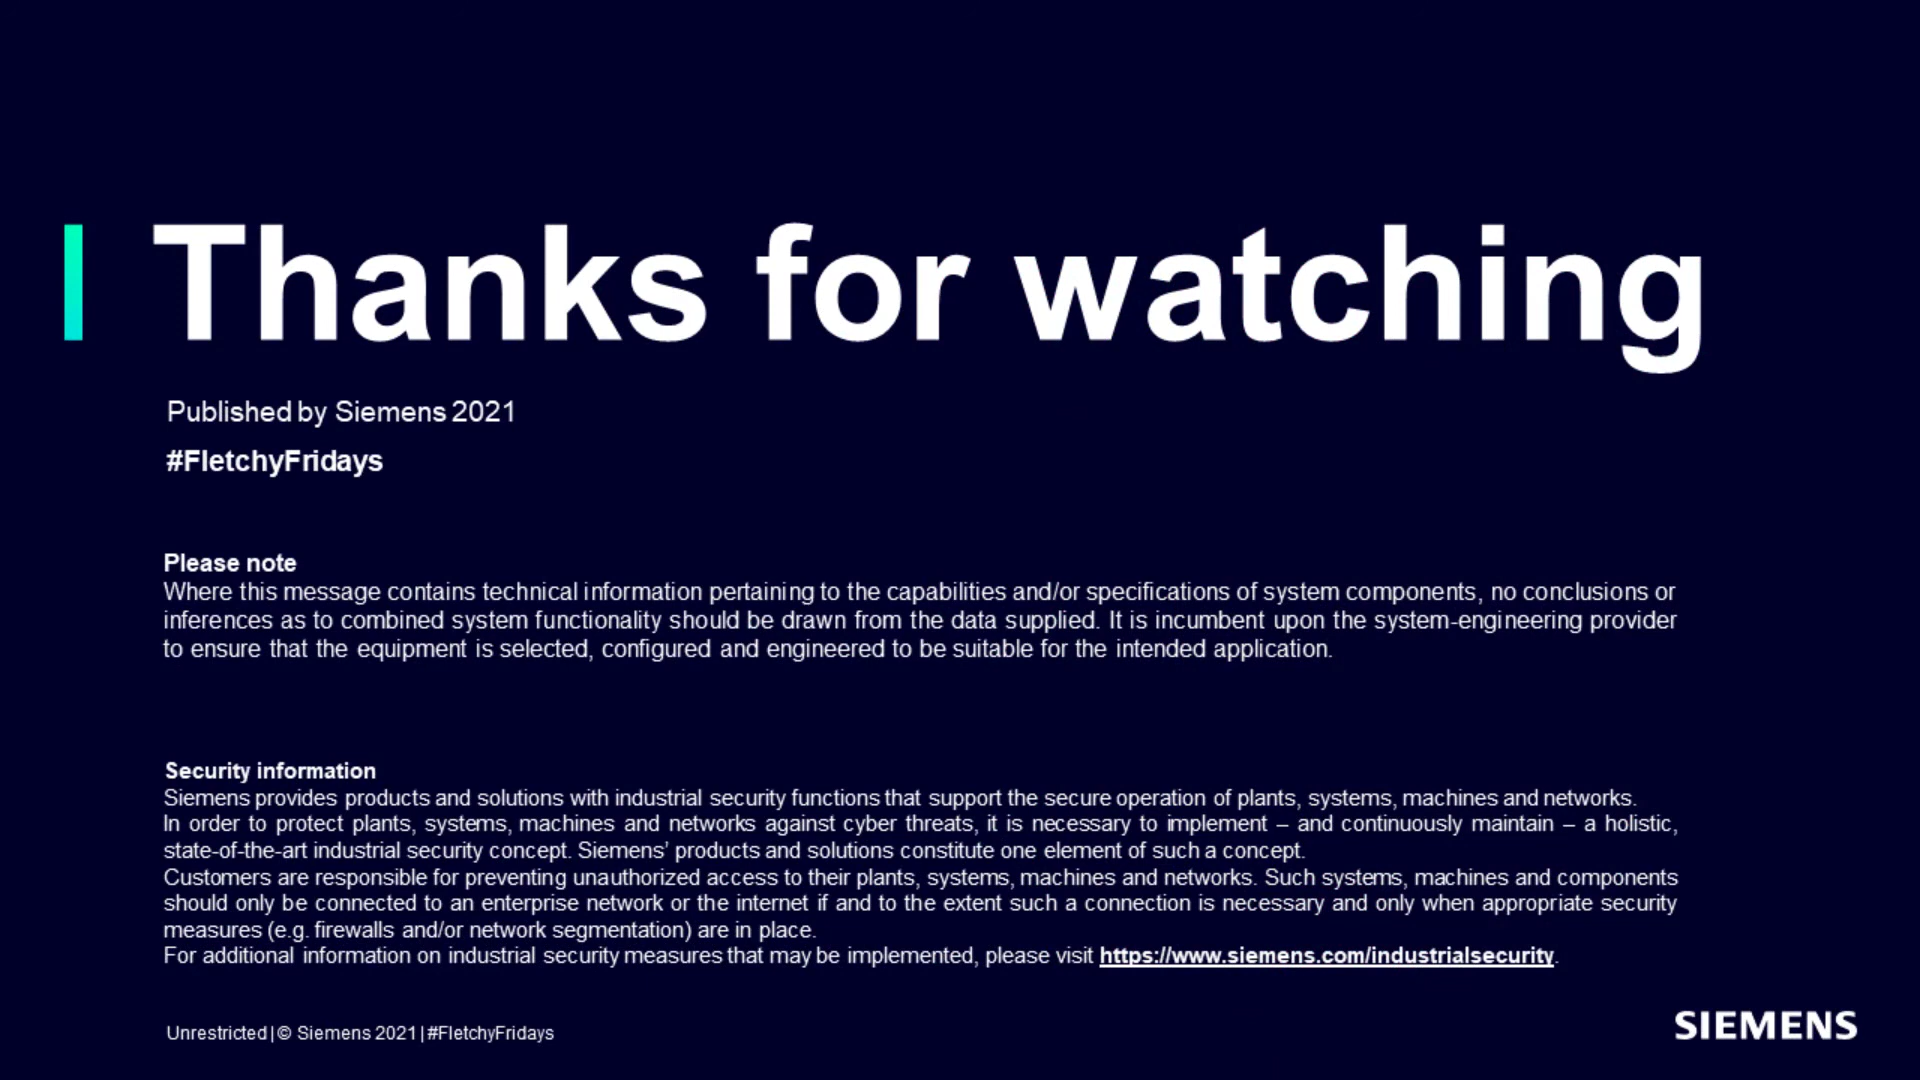 Thanks for watching
Published by Siemens 2021
#FletchyFridays
Please note
Where this message contains technical information pertaining to the capabilities and/or specifications of system components, no conclusions or
inferences as to combined system functionality should be drawn from the data supplied. It is incumbent upon the system-engineering provider
to ensure that the equipment is selected, configured and engineered to be suitable for the intended application.
Security information
Siemens provides products and solutions with industrial security functions that support the secure operation of plants, systems, machines and networks.
In order to protect plants, systems, machines and networks against cyber threats, it is necessary to implement – and continuously maintain – a holistic,
state-of-the-art industrial security concept. Siemens’ products and solutions constitute one element of such a concept.
Customers are responsible for preventing unauthorized access to their plants, systems, machines and networks. Such systems, machines and components
should only be connected to an enterprise network or the internet if and to the extent such a connection is necessary and only when appropriate security
measures (e.g. firewalls and/or network segmentation) are in place.
For additional information on industrial security measures that may be implemented, please visit https://www.siemens.com/industrialsecurity.
Unrestricted | © Siemens 2021 | #FletchyFridays
SIEMENS